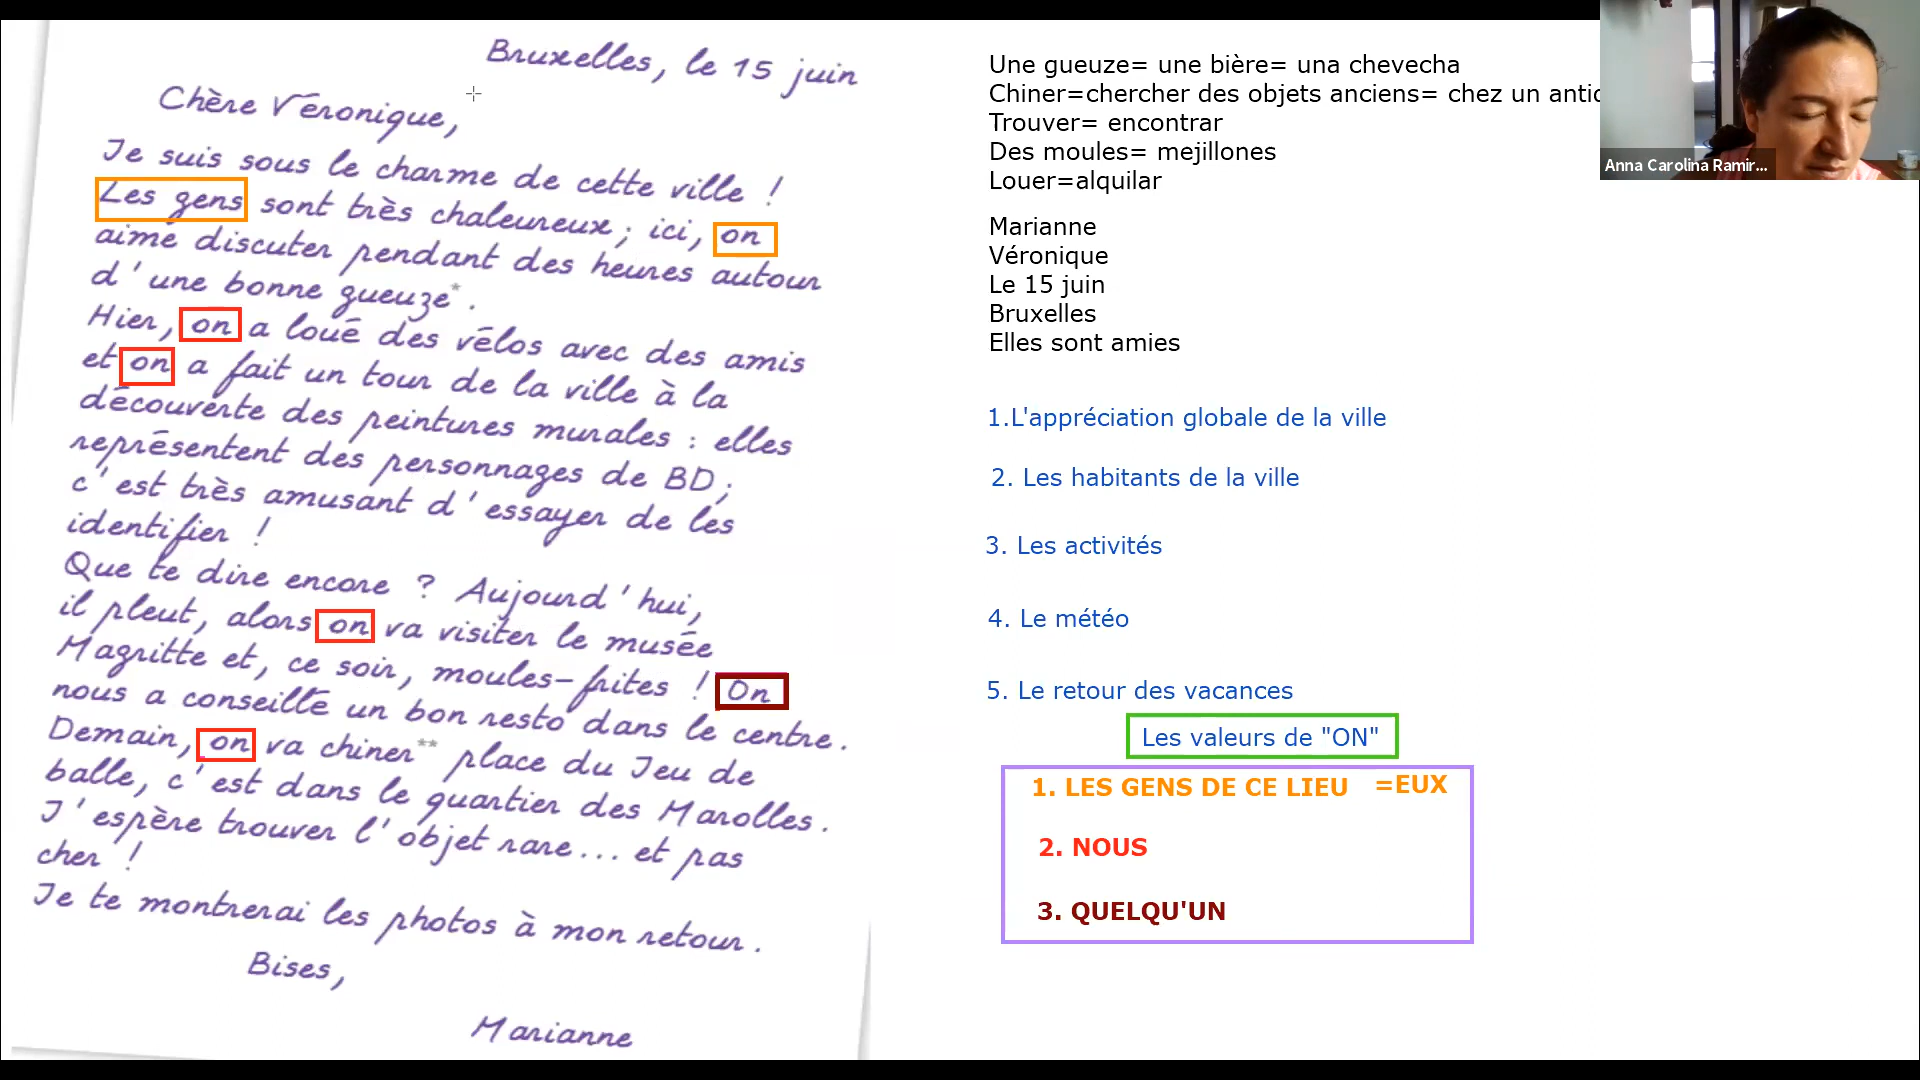 Bruxelles, le 15 juin
Chère Véronique,
Je suis sous le charme de cette ville !
Les gens sont très chaleureux ; ici, on
aime discuter pendant des heures autour
d'une bonne gueuze*.
Hier, on a loué des vélos avec des amis
et on a fait un tour de la ville à la
découverte des peintures murales : elles
représentent des personnages de BD ;
c'est très amusant d'essayer de les
identifier !
Que te dire encore ? Aujourd'hui,
il pleut, alors on va visiter le musée
Magritte et, ce soir, moules-frites ! On
nous a conseillé un bon resto dans le centre.
Demain, on va chiner** place du Jeu de
balle, c'est dans le quartier des Marolles.
J'espère trouver l'objet rare... et pas
cher !
Je te montrerai les photos à mon retour.
Bises,
Marianne
Une gueuze= une bière= una chevecha
Chiner=chercher des objets anciens= chez un antic
Trouver= encontrar
Des moules= mejillones
Louer=alquilar
Marianne
Véronique
Le 15 juin
Bruxelles
Elles sont amies
1.L'appréciation globale de la ville
2. Les habitants de la ville
3. Les activités
4. Le météo
5. Le retour des vacances
Les valeurs de "ON"
1. LES GENS DE CE LIEU =EUX
2. NOUS
3. QUELQU'UN
Anna Carolina Ramir...